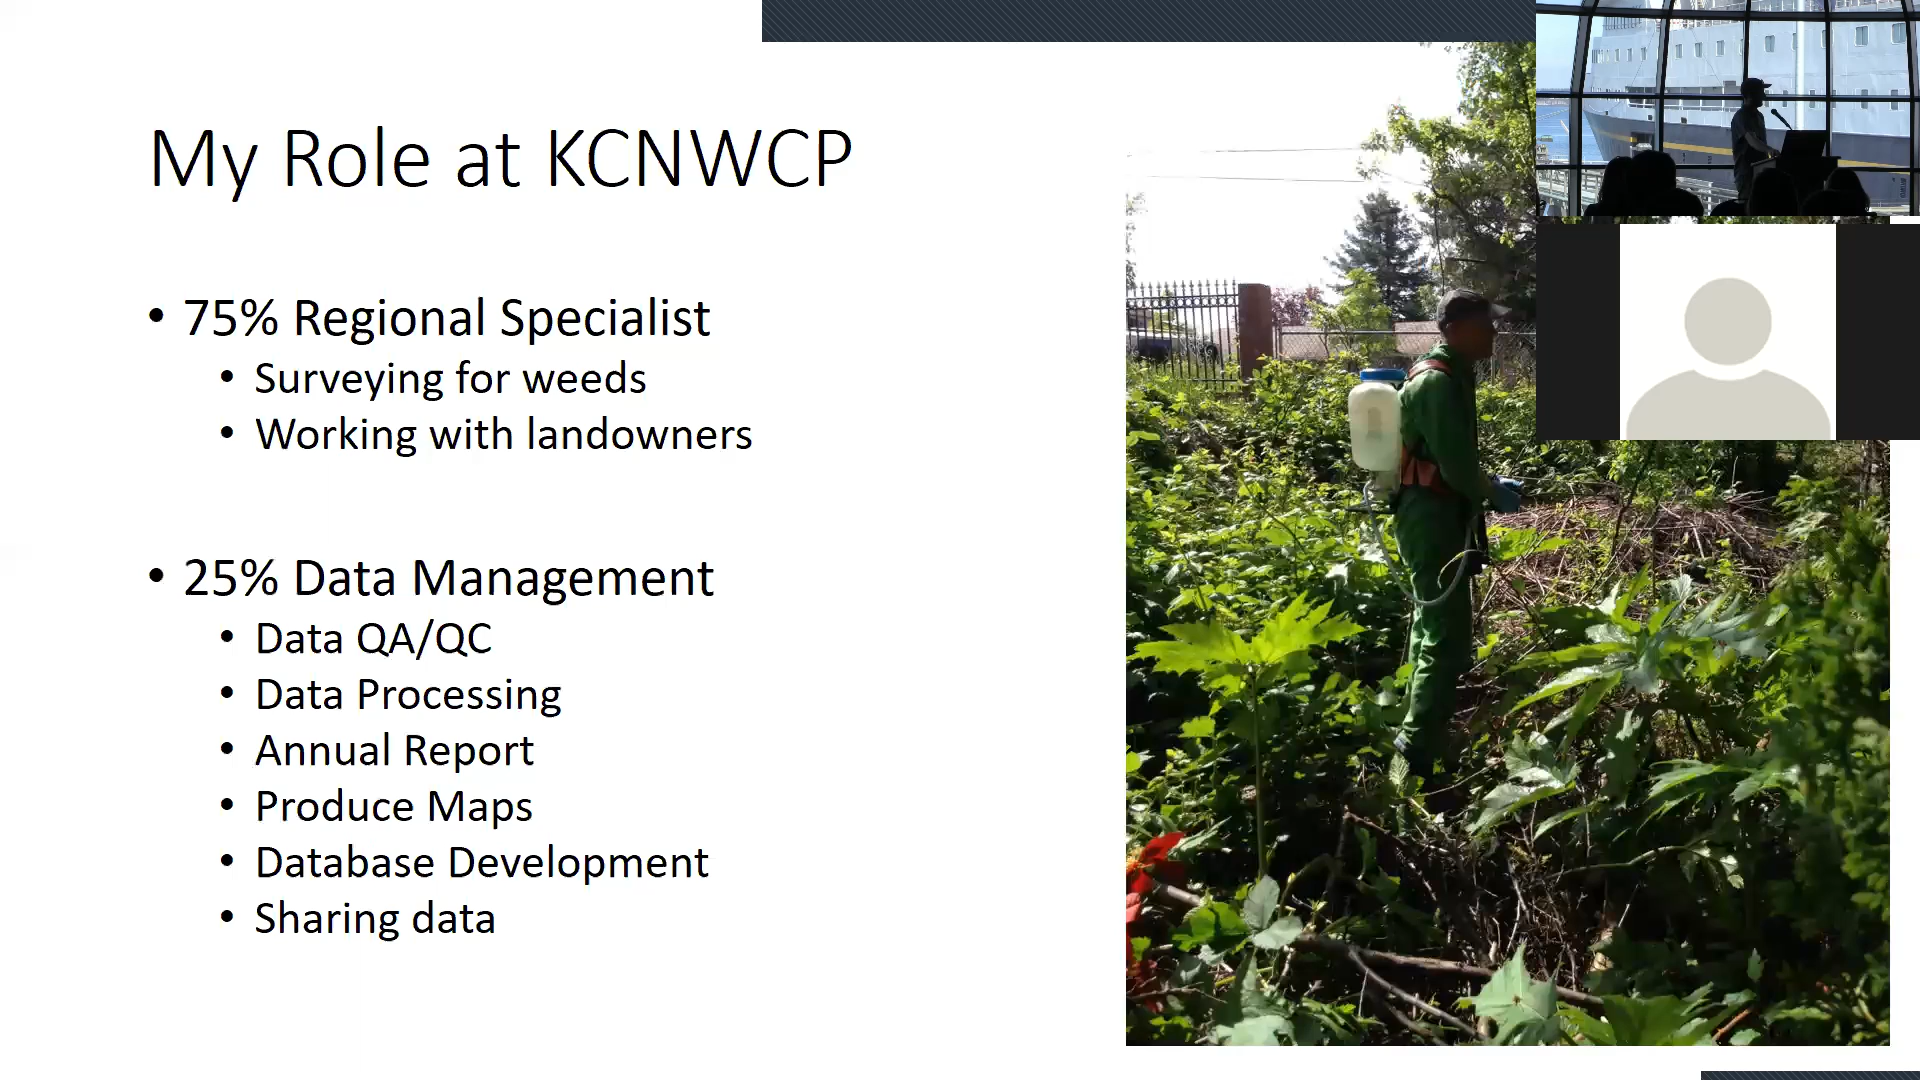 My Role at KCNWCP
• 75% Regional Specialist
• Surveying for weeds
• Working with landowners
• 25% Data Management
• Data QA/QC
• Data Processing
• Annual Report
• Produce Maps
• Database Development
• Sharing data